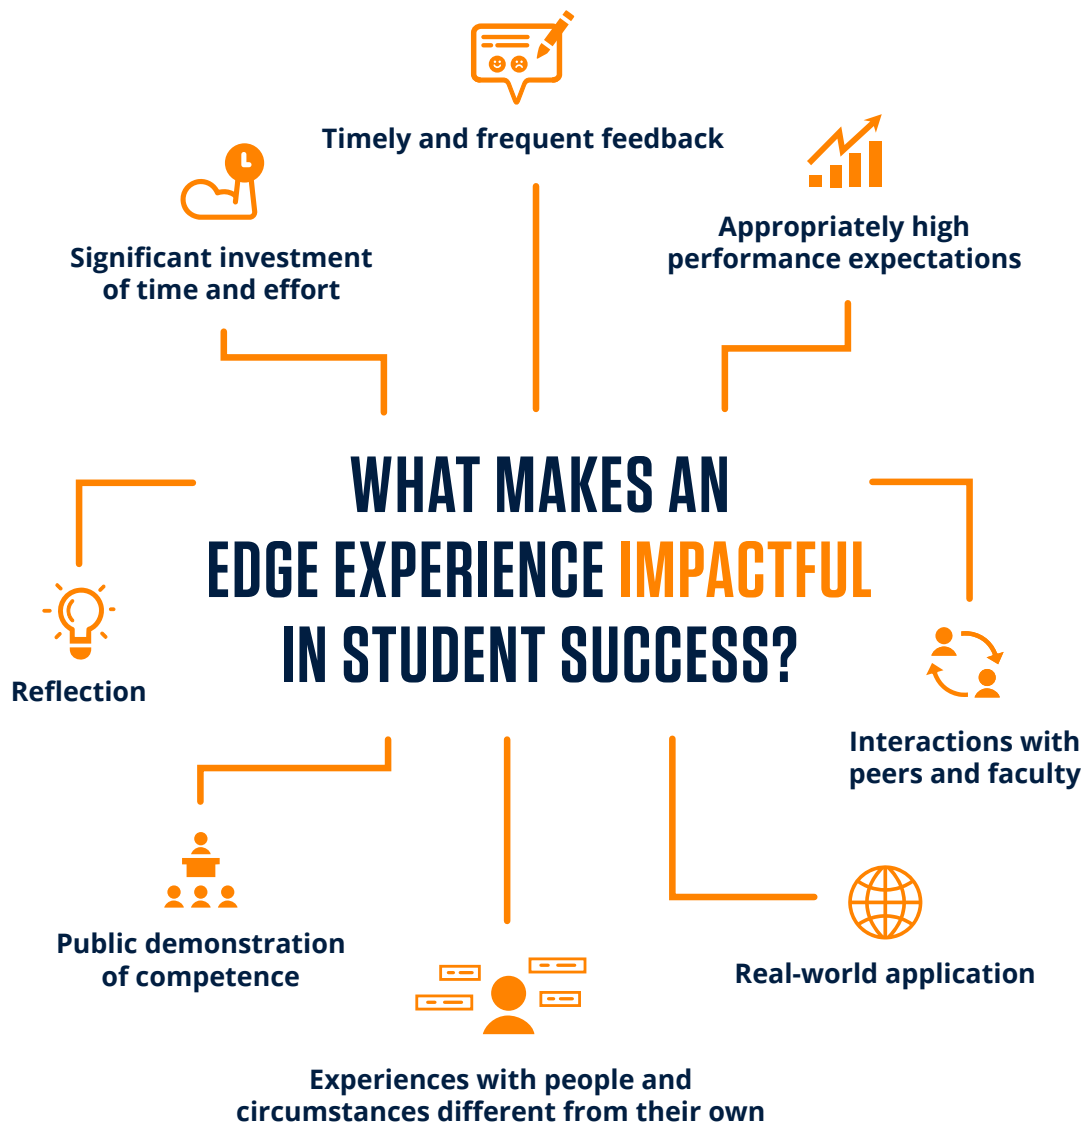 Timely and frequent feedback
Significant investment
of time and effort
Appropriately high
performance expectations
WHAT MAKES AN
EDGE EXPERIENCE IMPACTFUL
IN STUDENT SUCCESS?
Reflection
Interactions with
peers and faculty
Public demonstration
of competence
Real-world application
Experiences with people and
circumstances different from their own